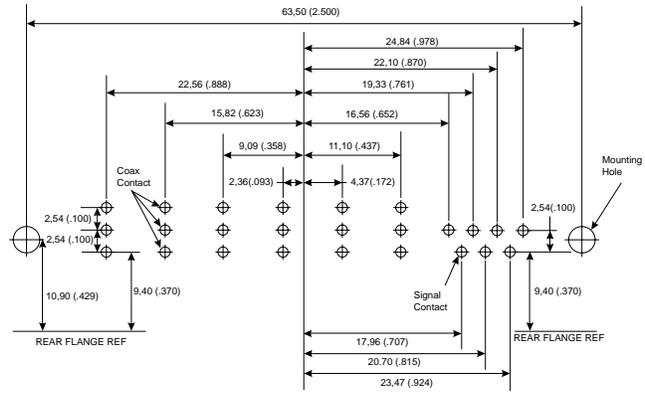 63,50 (2.500)
24,84 (.978)
22,10 (.870)
22,56 (.888)
19,33 (.761)
15,82 (.623)
16,56 (.652)
9,09 (.358)
11,10 (.437)
Mounting
Hole
Coax
Contact
2,36(.093)
4,37(.172)
2,54 (.100)
2,54(.100)
2,54 (.100)
10,90 (.429)
9,40 (.370)
Signal
Contact
9,40 (.370)
REAR FLANGE REF
REAR FLANGE REF
17,96 (.707)
20.70 (.815)
23,47 (.924)